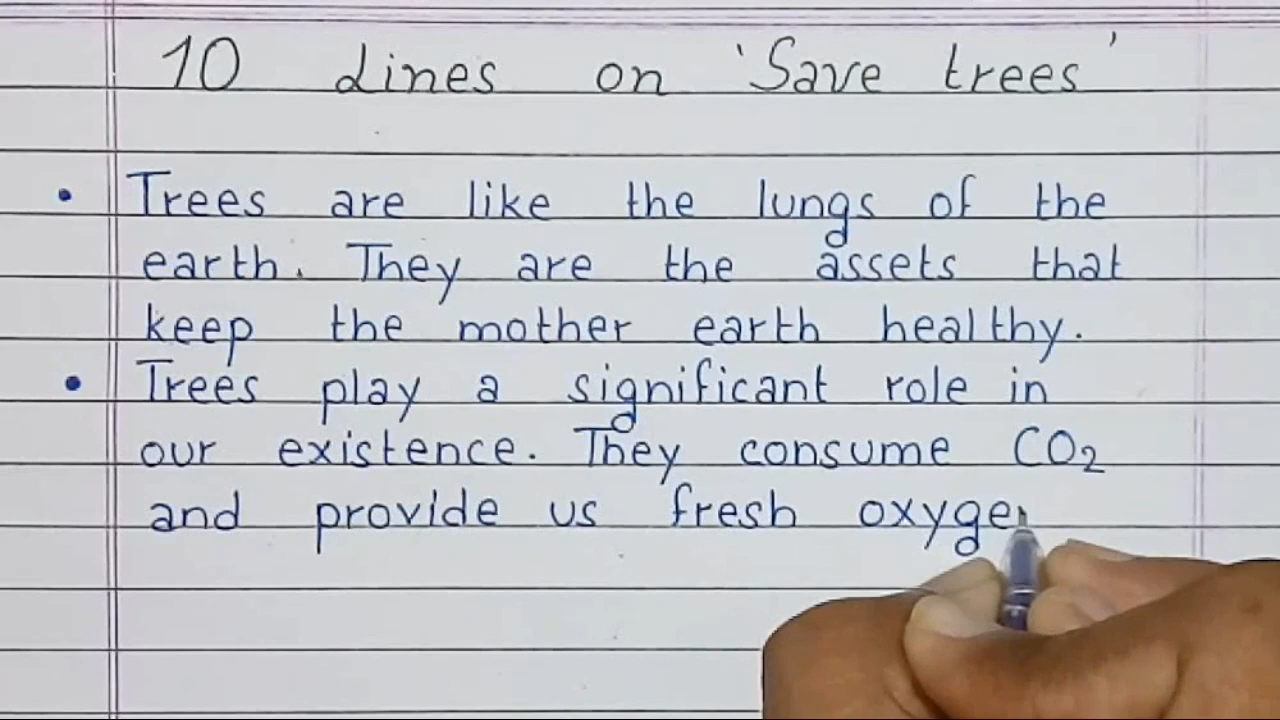 10 Lines on 'Save trees'
• Trees are like the lungs of the
earth. They are the assets that
keep the mother earth healthy.
• Trees play a significant role in
our existence. They consume CO₂
and provide us fresh oxyge